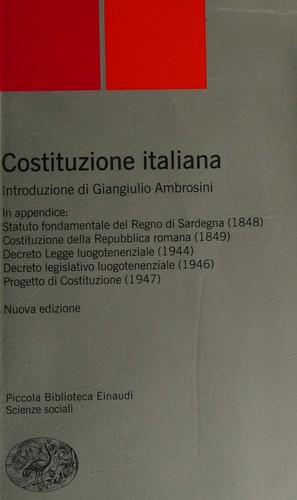 Costituzione italiana
Introduzione di Giangiulio Ambrosini
In appendice:
Statuto fondamentale del Regno di Sardegna (1848)
Costituzione della Repubblica romana (1849)
Decreto Legge luogotenenziale (1944)
Decreto legislativo luogotenenziale (1946)
Progetto di Costituzione (1947)
Nuova edizione
Piccola Biblioteca Einaudi
Scienze sociali